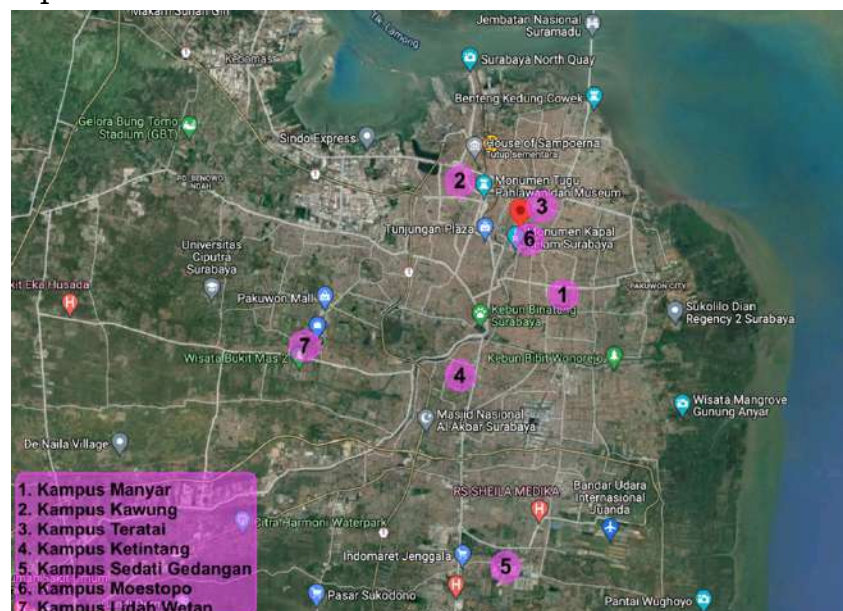 Makam Sunan Giri
Jembatan Nasional
Suramadu
Kebomas
Surabaya North Quay
Benteng Kedung Cowek
Gelora Bung Tomo
Stadium (GBT)
Sindo Express
House of Sampoerna
Tutup sementara
2
Monumen Tugu
Pahlawan dan Museum
PD. BENOWO
INDAH
3
Tunjungan Plaza
Monumen Kapal
Selam Surabaya
6
Universitas
Ciputra
Surabaya
kit Eka Husada
H
PAKUWON CITY
1
Pakuwon Mall
Kebun Binatang
Surabaya
Sukolilo Dian
Regency 2 Surabaya
7
Wisata Bukit Mas 2
Kebun Bibit Wonorejo
4
Wisata Mangrove
Gunung Anyar
Masjid Nasional
Al-Akbar Surabaya
De Naila Village
RS SHEILA MEDIKA
H
Bandar Udara
Internasional
Juanda
1. Kampus Manyar
2. Kampus Kawung
3. Kampus Teratai
4. Kampus Ketintang
5. Kampus Sedati Gedangan
6. Kampus Moestopo
7. Kampus Lidah Wetan
Citra Harmoni Waterpark
Indomaret Jenggala
5
H
Pasar Sukodono
Pantai Wughoyo